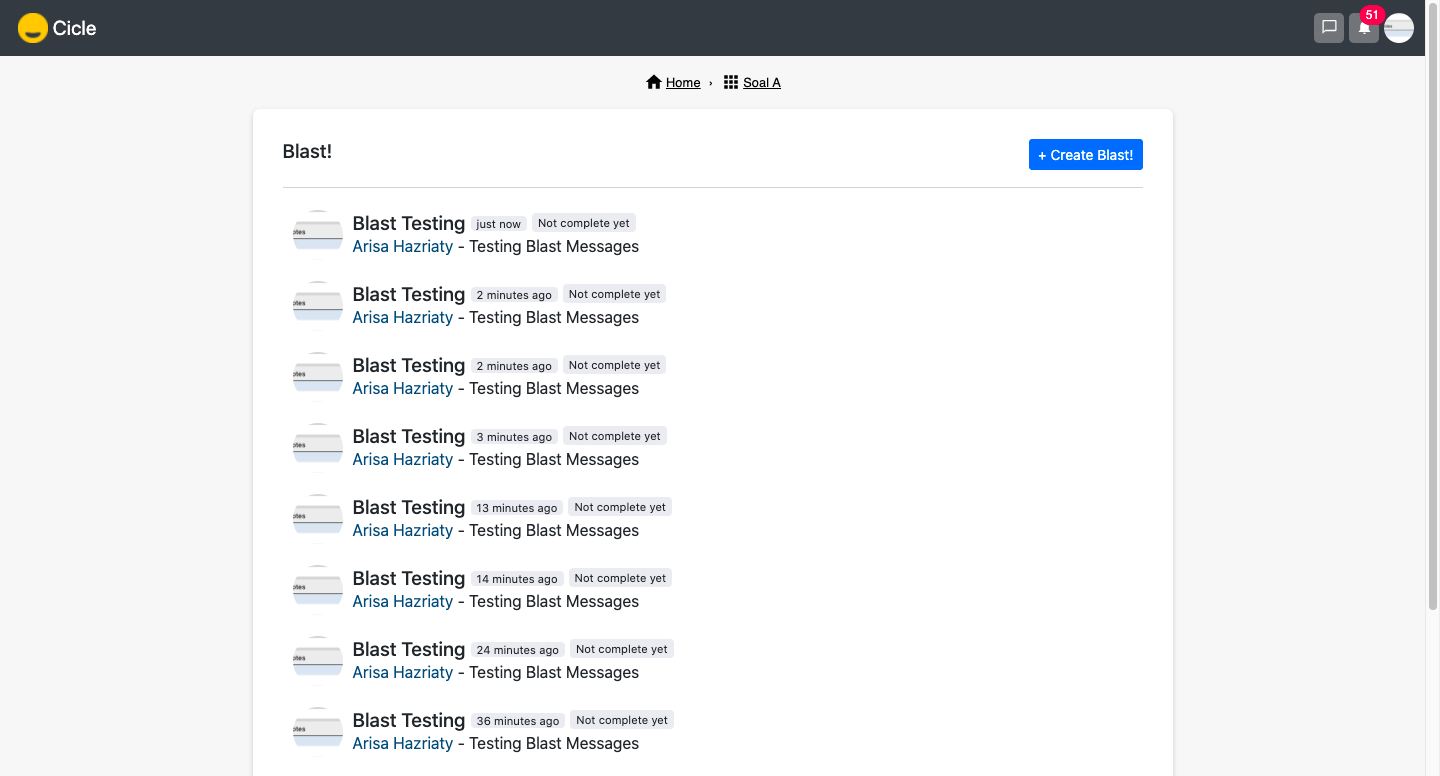 Cicle
51
Home › Soal A
Blast!
+ Create Blast!
Blast Testing just now Not complete yet
Arisa Hazriaty - Testing Blast Messages
Blast Testing 2 minutes ago Not complete yet
Arisa Hazriaty - Testing Blast Messages
Blast Testing 2 minutes ago Not complete yet
Arisa Hazriaty - Testing Blast Messages
Blast Testing 3 minutes ago Not complete yet
Arisa Hazriaty - Testing Blast Messages
Blast Testing 13 minutes ago Not complete yet
Arisa Hazriaty - Testing Blast Messages
Blast Testing 14 minutes ago Not complete yet
Arisa Hazriaty - Testing Blast Messages
Blast Testing 24 minutes ago Not complete yet
Arisa Hazriaty - Testing Blast Messages
Blast Testing 36 minutes ago Not complete yet
Arisa Hazriaty - Testing Blast Messages